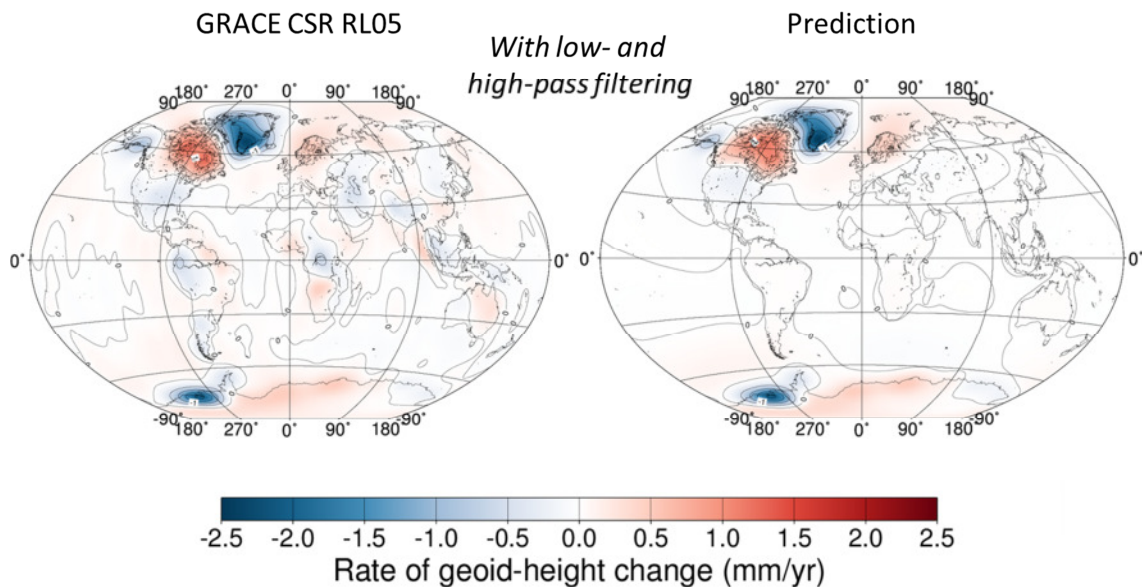 GRACE CSR RL05
With low- and
high-pass filtering
Prediction
180° 270° 0° 90° 180°
90° 90°
0° 0°
-90° -90°
180° 270° 0° 90° 180°
180° 270° 0° 90° 180°
90° 90°
0° 0°
-90° -90°
180° 270° 0° 90° 180°
-2.5 -2.0 -1.5 -1.0 -0.5 0.0 0.5 1.0 1.5 2.0 2.5
Rate of geoid-height change (mm/yr)